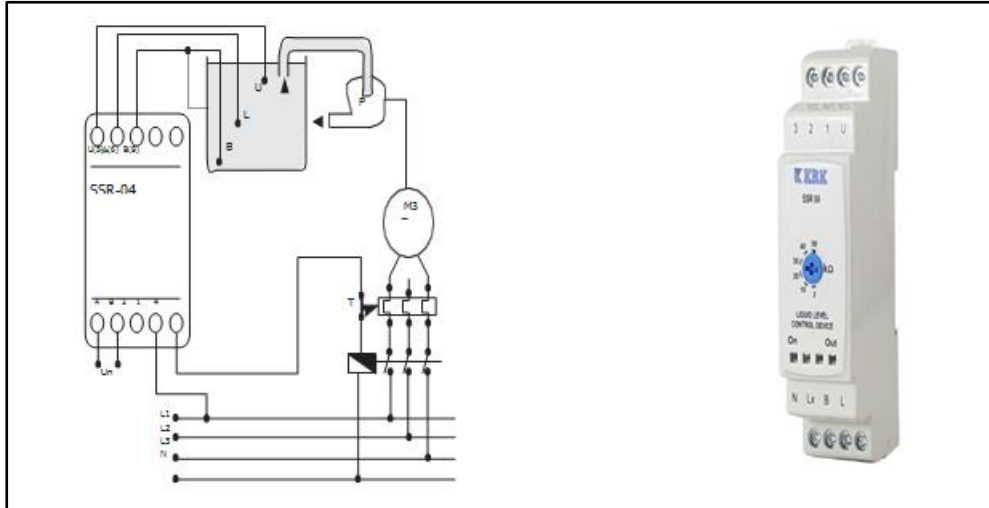 U
L
B
P
SSR-04
M3
T
Un
L1
L2
L3
N
3 2 1 U
KRK
SSR 04
kΩ
LIQUID LEVEL
CONTROL DEVICE
On Out
N Lx B L